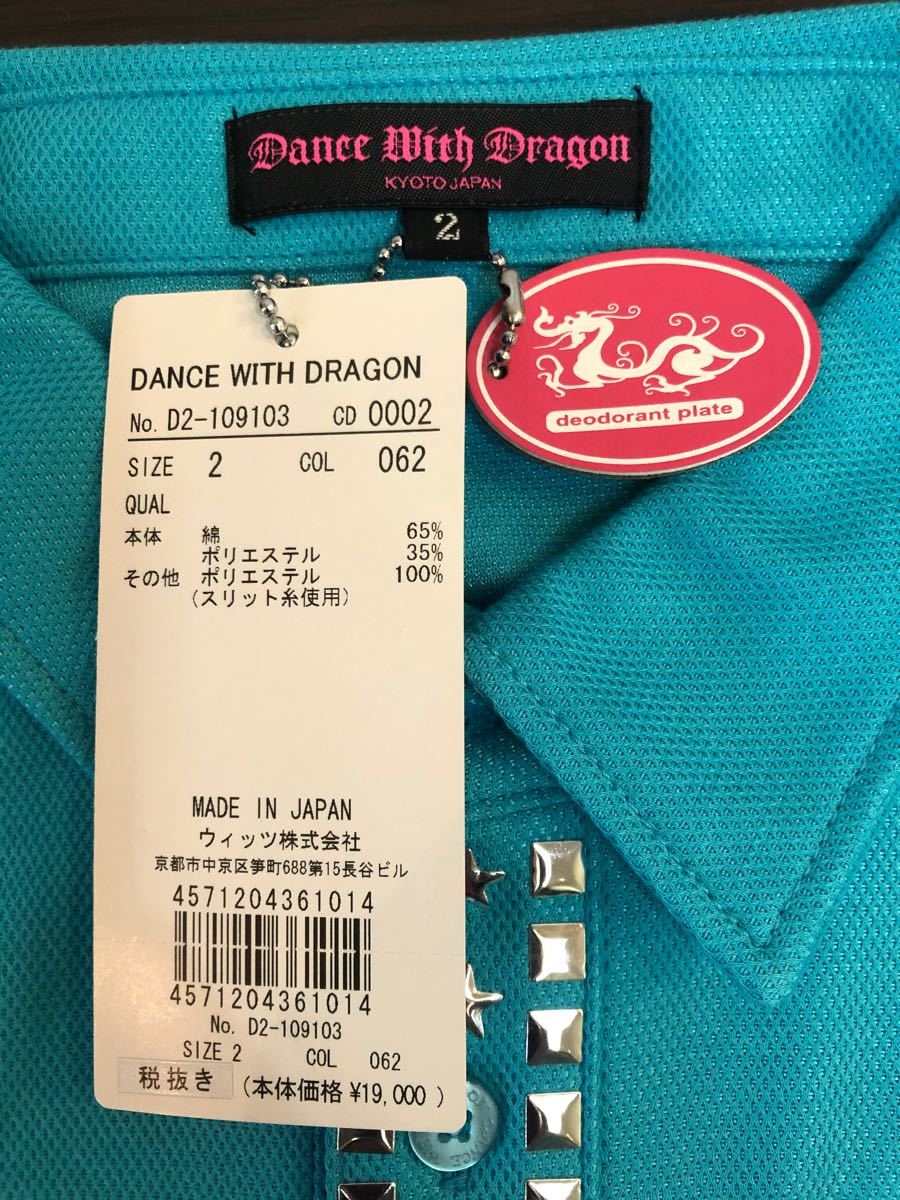 Dance With Dragon
KYOTO JAPAN
2
deodorant plate
DANCE WITH DRAGON
No. D2-109103 CD 0002
SIZE 2 COL 062
QUAL
本体 綿 65%
ポリエステル 35%
その他 ポリエステル 100%
(スリット糸使用)
MADE IN JAPAN
ウィッツ株式会社
京都市中京区笋町688第15長谷ビル
4571204361014
4571204361014
No. D2-109103
SIZE 2 COL 062
税抜き (本体価格 ¥19,000 )